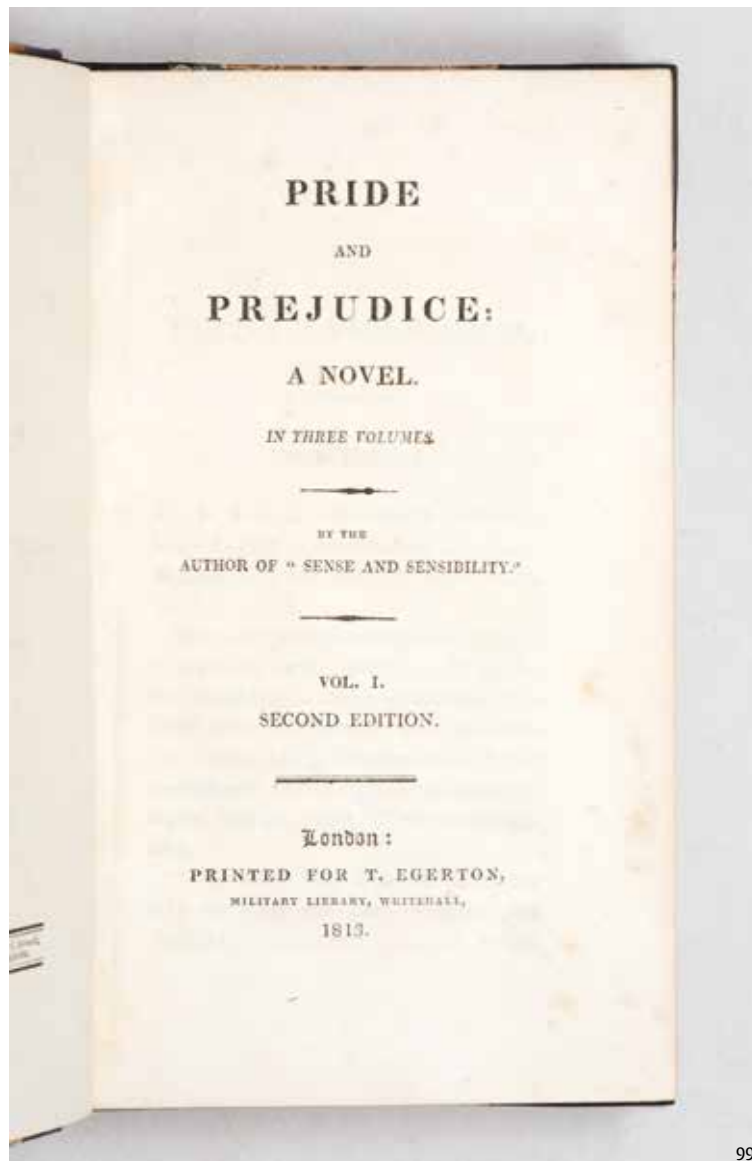 PRIDE
AND
PREJUDICE:
A NOVEL.
IN THREE VOLUMES.
BY THE
AUTHOR OF " SENSE AND SENSIBILITY."
VOL. I.
SECOND EDITION.
London :
PRINTED FOR T. EGERTON,
MILITARY LIBRARY, WHITEHALL,
1813.
99